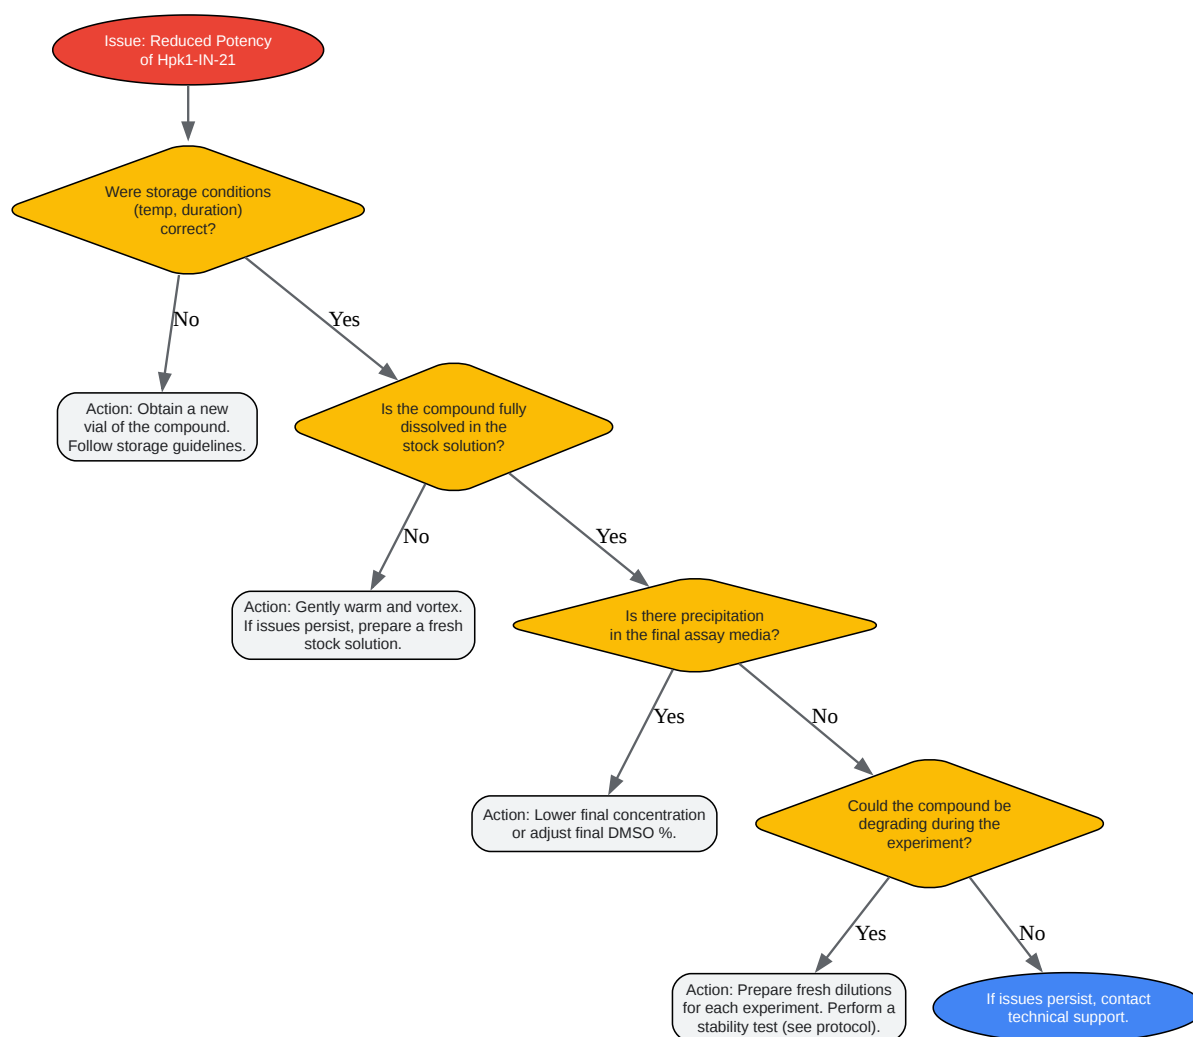 Issue: Reduced Potency
of Hpk1-IN-21
Were storage conditions
(temp, duration)
correct?
No
Yes
Action: Obtain a new
vial of the compound.
Follow storage guidelines.
Is the compound fully
dissolved in the
stock solution?
No
Yes
Action: Gently warm and vortex.
If issues persist, prepare a fresh
stock solution.
Is there precipitation
in the final assay media?
Yes
No
Action: Lower final concentration
or adjust final DMSO %.
Could the compound be
degrading during the
experiment?
Yes
No
Action: Prepare fresh dilutions
for each experiment. Perform a
stability test (see protocol).
If issues persist, contact
technical support.